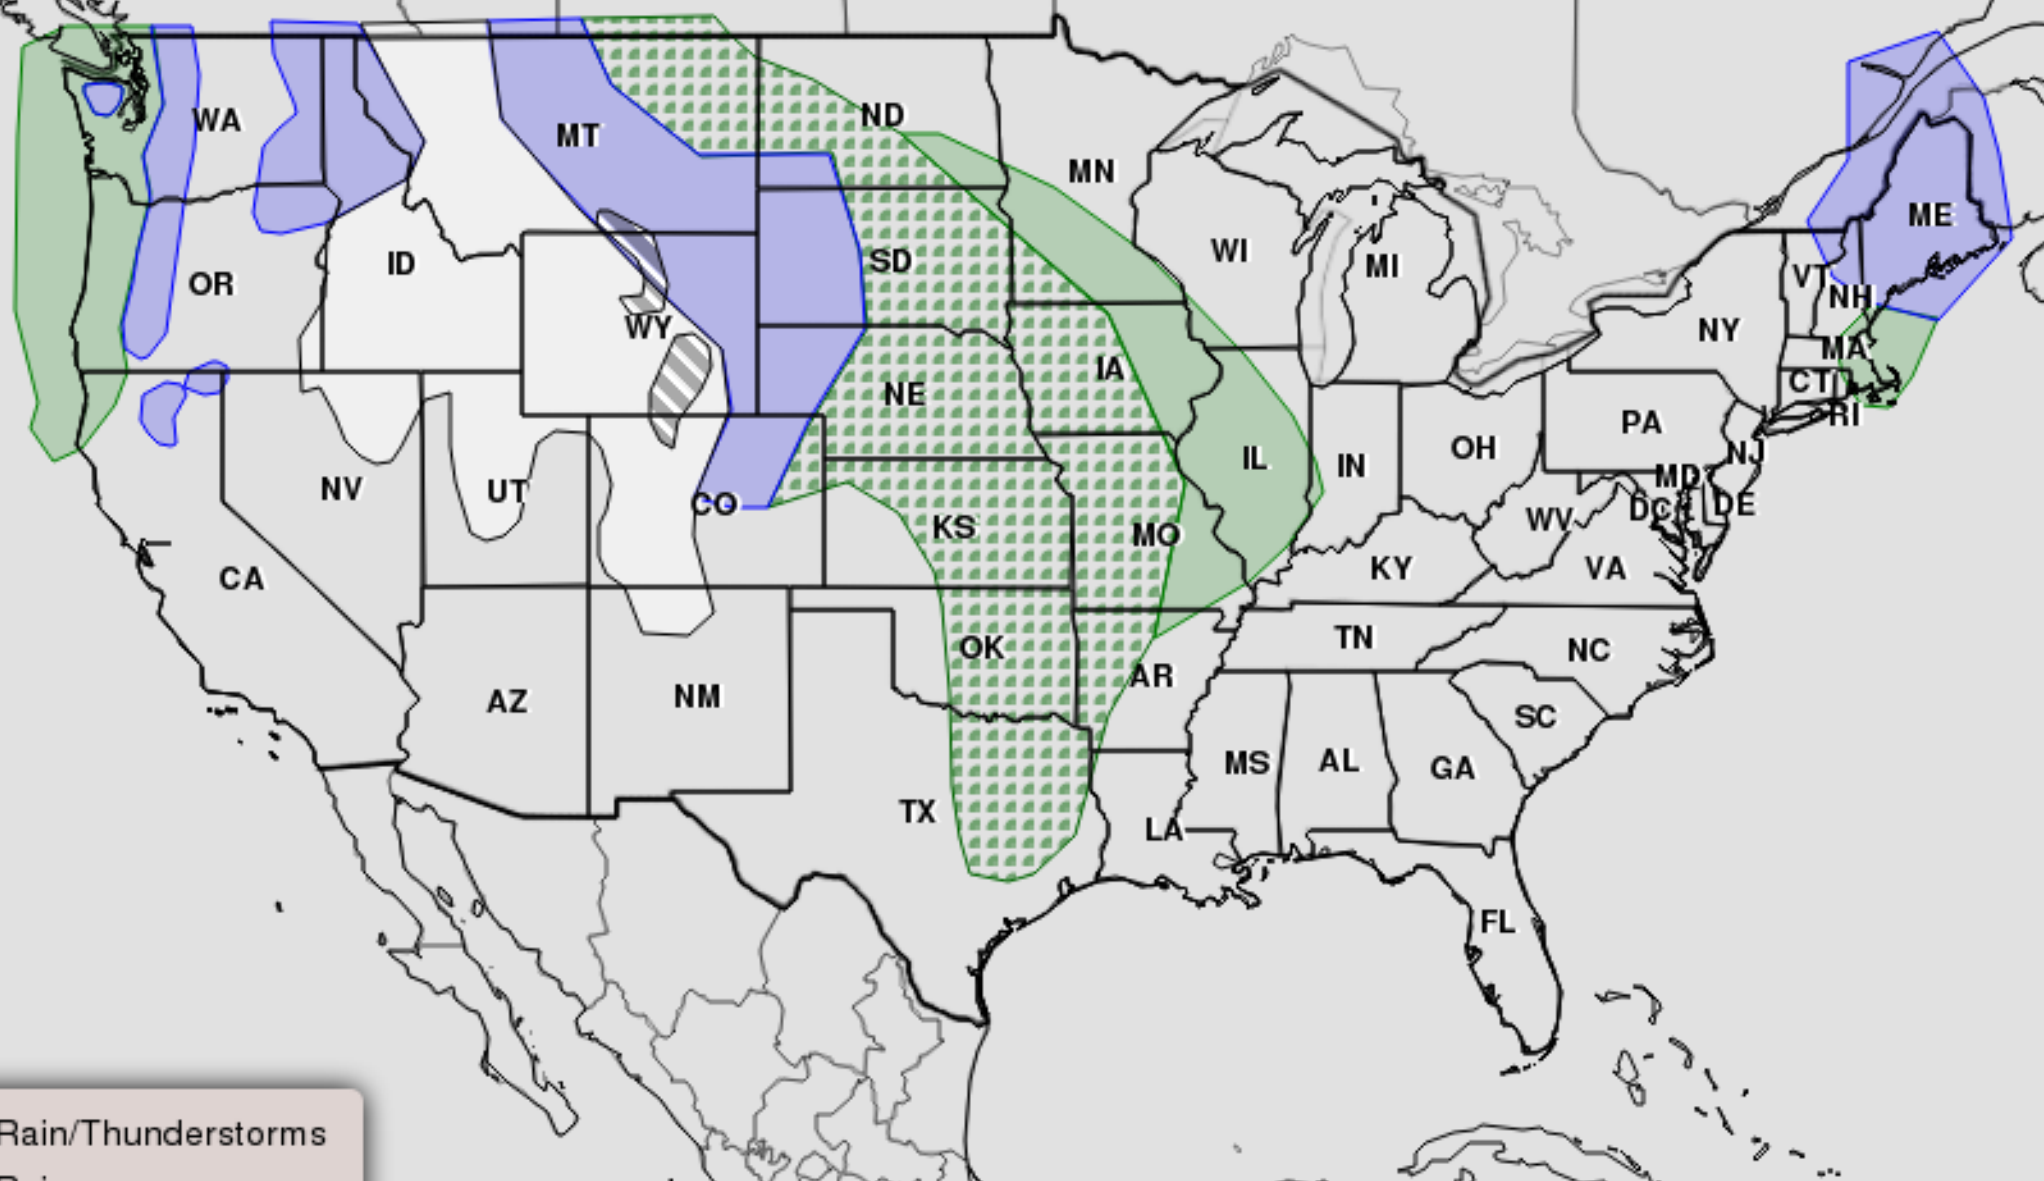 WA
MT
ND
MN
ME
OR
ID
SD
WI
MI
VT
NH
WY
NY
MA
IA
NE
CT
RI
PA
NV
UT
CO
KS
MO
IL
IN
OH
NJ
MD
DE
DC
WV
CA
KY
VA
OK
TN
NC
AR
AZ
NM
SC
TX
MS
AL
GA
LA
FL
Rain/Thunderstorms